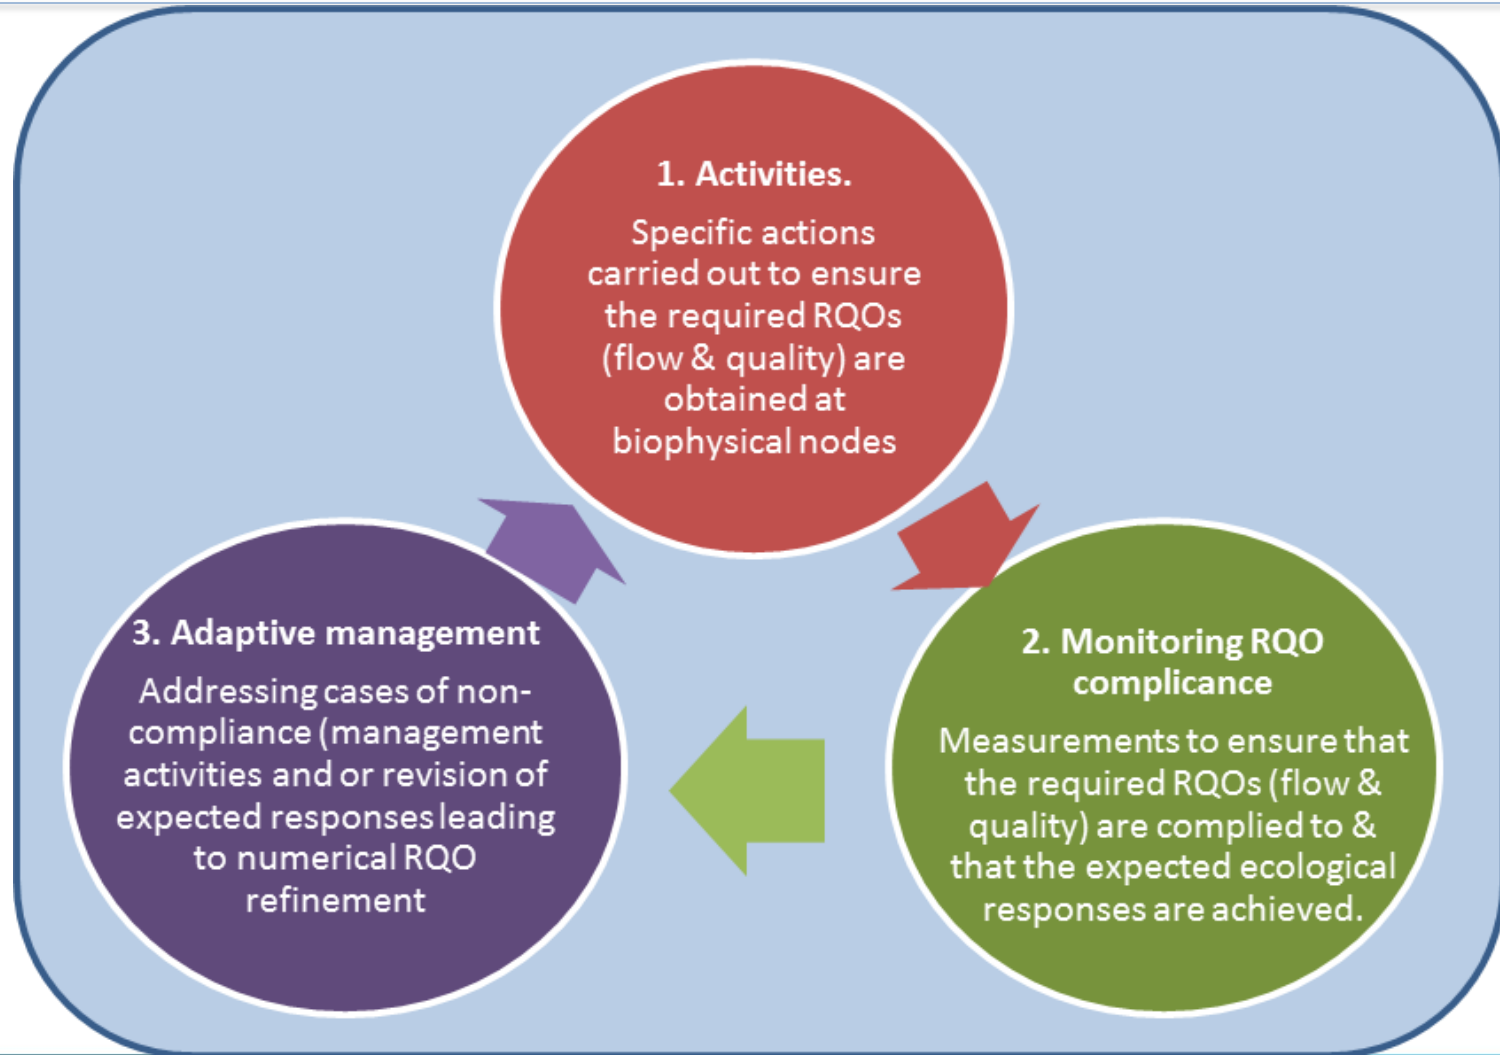 1. Activities.
Specific actions
carried out to ensure
the required RQOs
(flow & quality) are
obtained at
biophysical nodes
2. Monitoring RQO
complicance
Measurements to ensure that
the required RQOs (flow &
quality) are complied to &
that the expected ecological
responses are achieved.
3. Adaptive management
Addressing cases of non-
compliance (management
activities and or revision of
expected responses leading
to numerical RQO
refinement